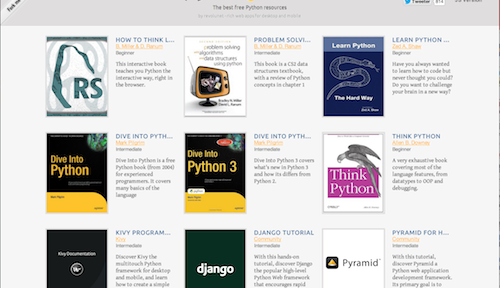 Fork me
The best free Python resources
Tweeter
HOW TO THINK L...
B. Miller & D. Ranum
Beginner
This interactive book
teaches you Python the
interactive way, right in
the browser.
RS
PROBLEM SOLVI...
B. Miller & D. Ranum
Intermediate
This book is a CS2 data
structures textbook,
with a review of Python
concepts in chapter 1
problem solving
algorithms and
data structures
using python
Bradley N. Miller
David L. Ranum
LEARN PYTHON ...
Zed A. Shaw
Beginner
Have you always wanted
to learn how to code but
never thought you could?
Do you want to challenge
your brain in a new way?
Learn Python
The Hard Way
Zed A. Shaw
DIVE INTO PYTH...
Mark Pilgrim
Intermediate
Dive Into Python is a free
Python book (from 2004)
for experienced
programmers. It covers
many basics of the
language
Dive Into
Python
DIVE INTO PYTH...
Mark Pilgrim
Intermediate
Dive Into Python 3 covers
what's new in Python 3
and how its differs from
Python 2.
Dive Into
Python 3
THINK PYTHON
Allen B. Downey
Beginner
A exhaustive book
covering most of the
language features, from
datatypes to OOP and
debugging.
Think
Python
O'REILLY
KIVY PROGRAM...
Kivy
Intermediate
Discover Kivy the
multitouch Python
framework for desktop
and mobile, and learn
how to create a simple
Kivy Documentation
DJANGO TUTORIAL
Community
Intermediate
With this hands-on
tutorial, discover Django
the popular high-level
Python Web framework
that encourages rapid
django
PYRAMID FOR H...
Community
Intermediate
With this tutorial,
discover Pyramid a
Python web application
development framework.
Its primary goal is to
Pyramid